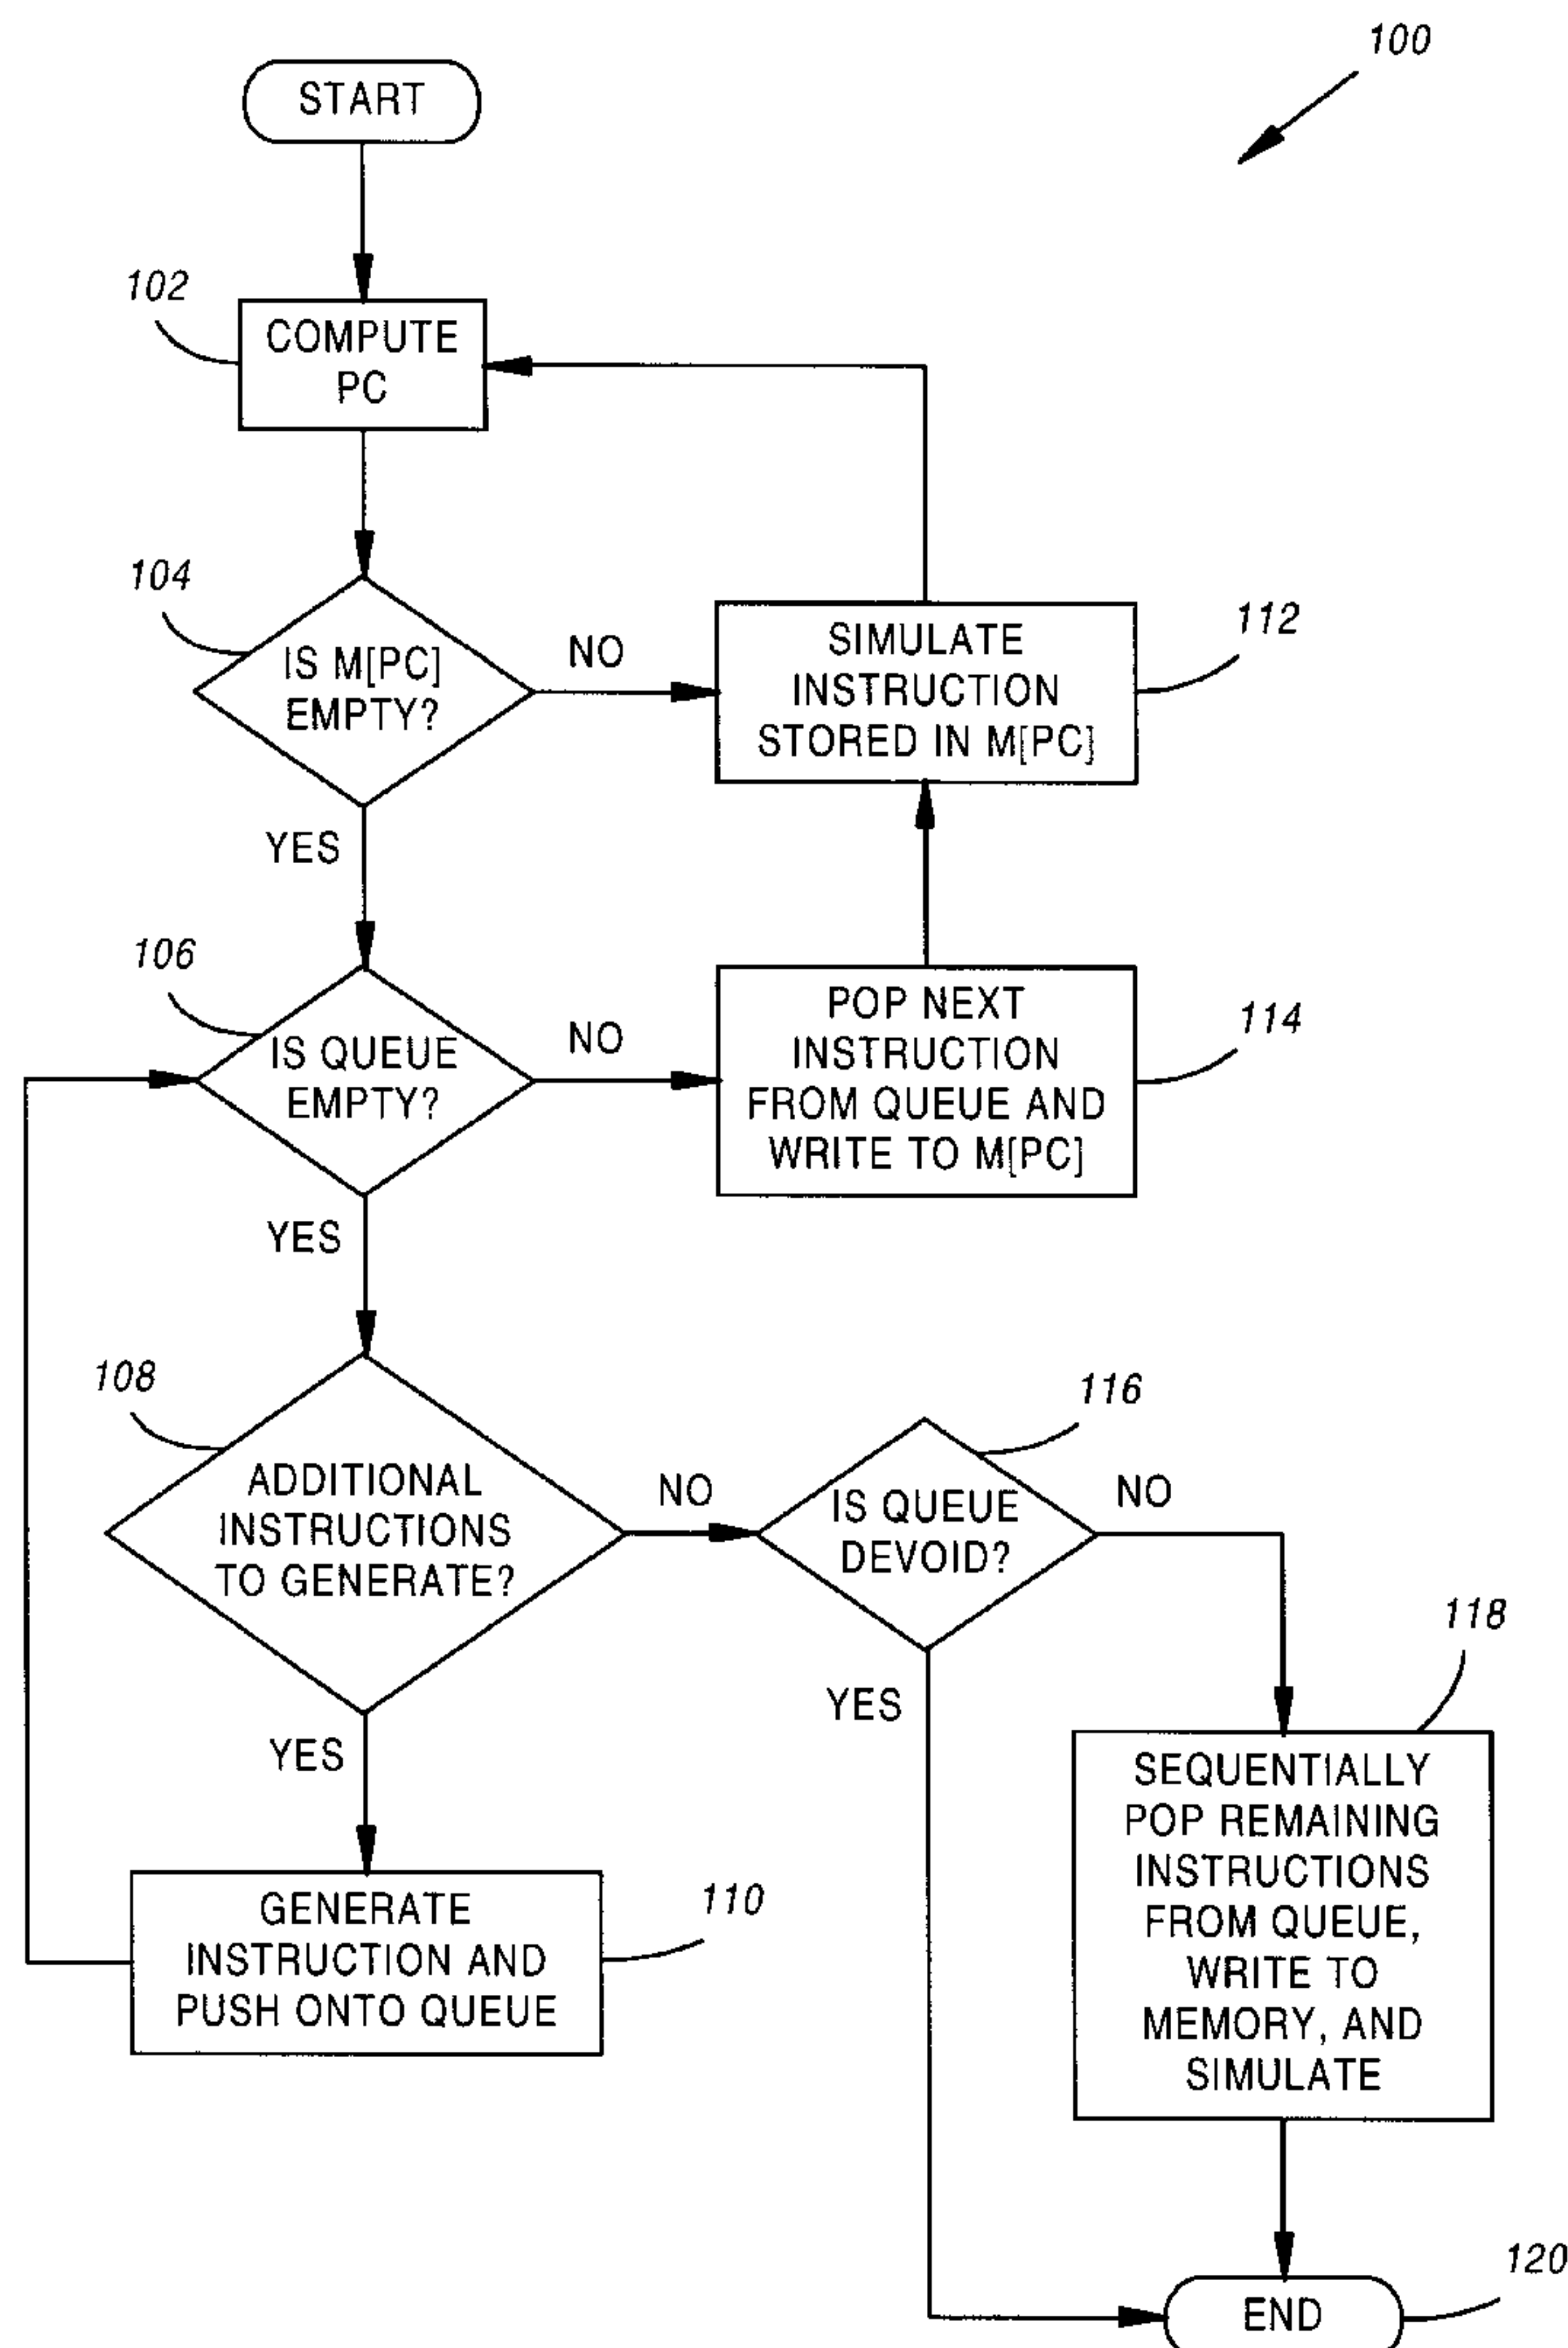 100
START
102
COMPUTE
PC
104
IS M[PC]
EMPTY?
NO
SIMULATE
INSTRUCTION
STORED IN M[PC]
112
YES
106
IS QUEUE
EMPTY?
NO
POP NEXT
INSTRUCTION
FROM QUEUE AND
WRITE TO M[PC]
114
YES
108
ADDITIONAL
INSTRUCTIONS
TO GENERATE?
NO
116
IS QUEUE
DEVOID?
NO
YES
YES
118
SEQUENTIALLY
POP REMAINING
INSTRUCTIONS
FROM QUEUE,
WRITE TO
MEMORY, AND
SIMULATE
GENERATE
INSTRUCTION AND
PUSH ONTO QUEUE
110
END
120